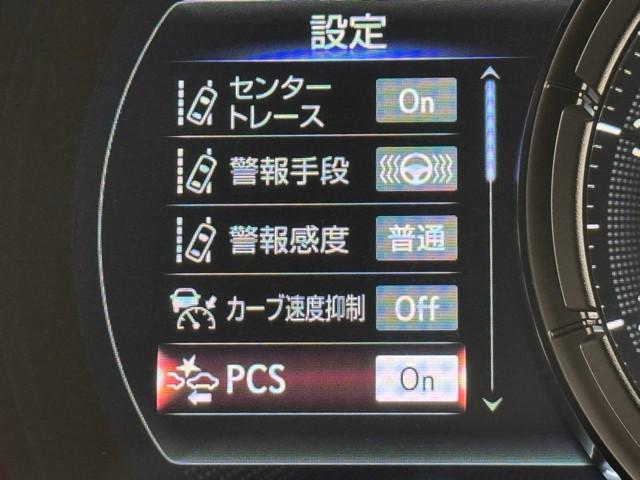 設定
センター
トレース
On
警報手段
警報感度
普通
カーブ速度抑制
Off
PCS
On